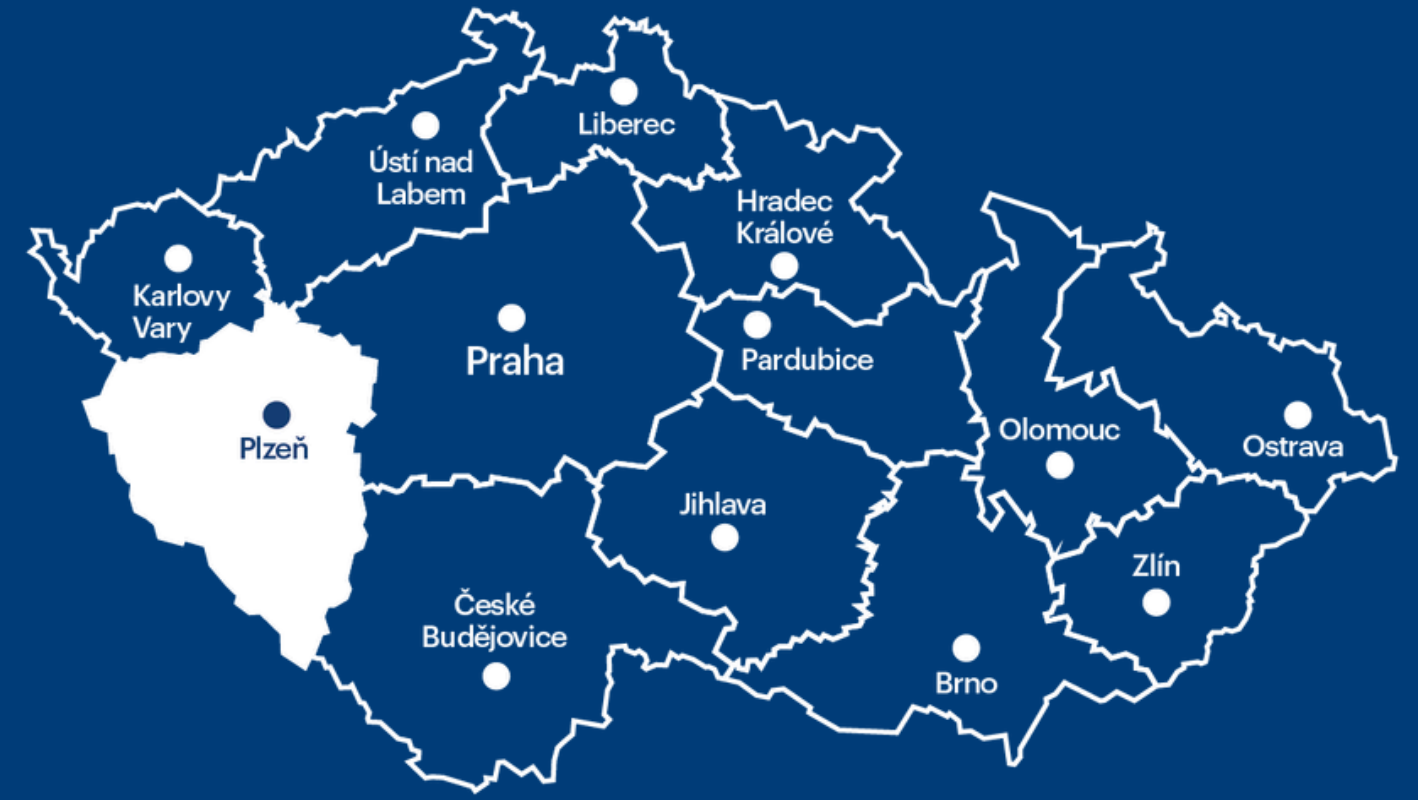 Liberec
Ústí nad
Labem
Hradec
Králové
Karlovy
Vary
Praha
Pardubice
Plzeň
Olomouc
Ostrava
Jihlava
Zlín
České
Budějovice
Brno